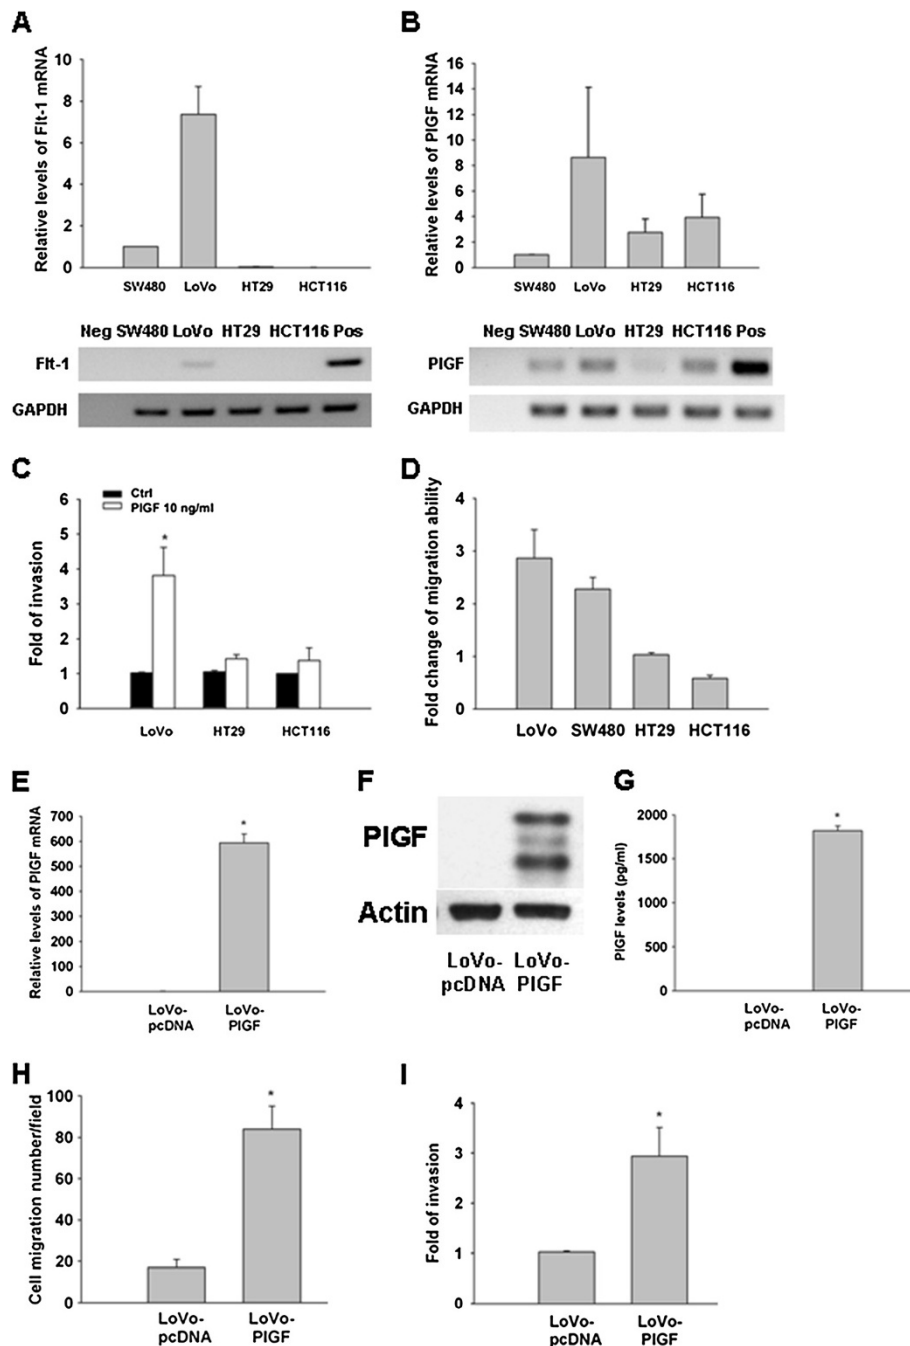 A
Relative levels of Flt-1 mRNA
10
8
6
4
2
0
SW480 LoVo HT29 HCT116
Neg SW480 LoVo HT29 HCT116 Pos
Flt-1
GAPDH
B
Relative levels of PlGF mRNA
16
14
12
10
8
6
4
2
0
SW480 LoVo HT29 HCT116
Neg SW480 LoVo HT29 HCT116 Pos
PlGF
GAPDH
C
Fold of invasion
6
5
4
3
2
1
0
Ctrl
PlGF 10 ng/ml
*
LoVo HT29 HCT116
D
Fold change of migration ability
4
3
2
1
0
LoVo SW480 HT29 HCT116
E
Relative levels of PlGF mRNA
700
600
500
400
300
200
100
0
*
LoVo- LoVo-
pcDNA PlGF
F
PlGF
Actin
LoVo- LoVo-
pcDNA PlGF
G
PlGF levels (pg/ml)
2000
1500
1000
500
0
*
LoVo- LoVo-
pcDNA PlGF
H
Cell migration number/field
100
80
60
40
20
0
*
LoVo- LoVo-
pcDNA PlGF
I
Fold of invasion
4
3
2
1
0
*
LoVo- LoVo-
pcDNA PlGF